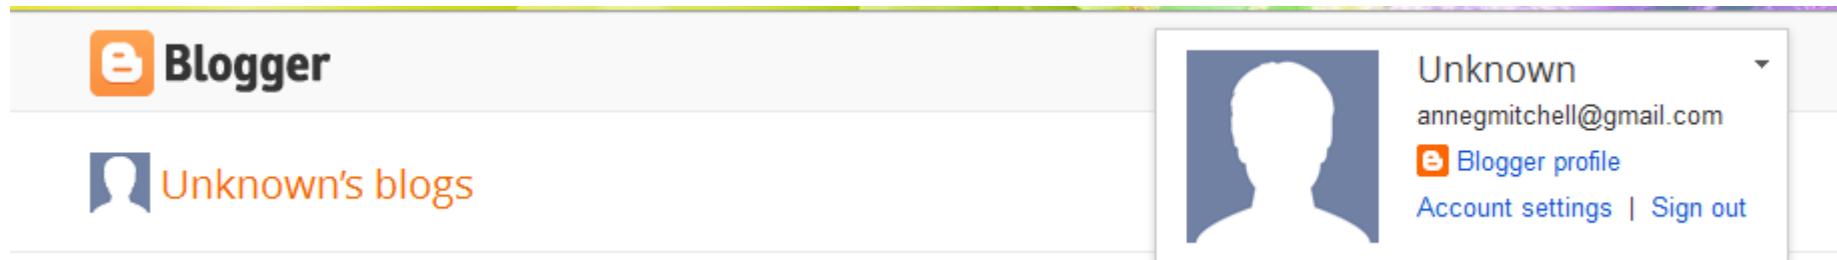 Blogger
Unknown's blogs
Unknown
annegmitchell@gmail.com
Blogger profile
Account settings | Sign out